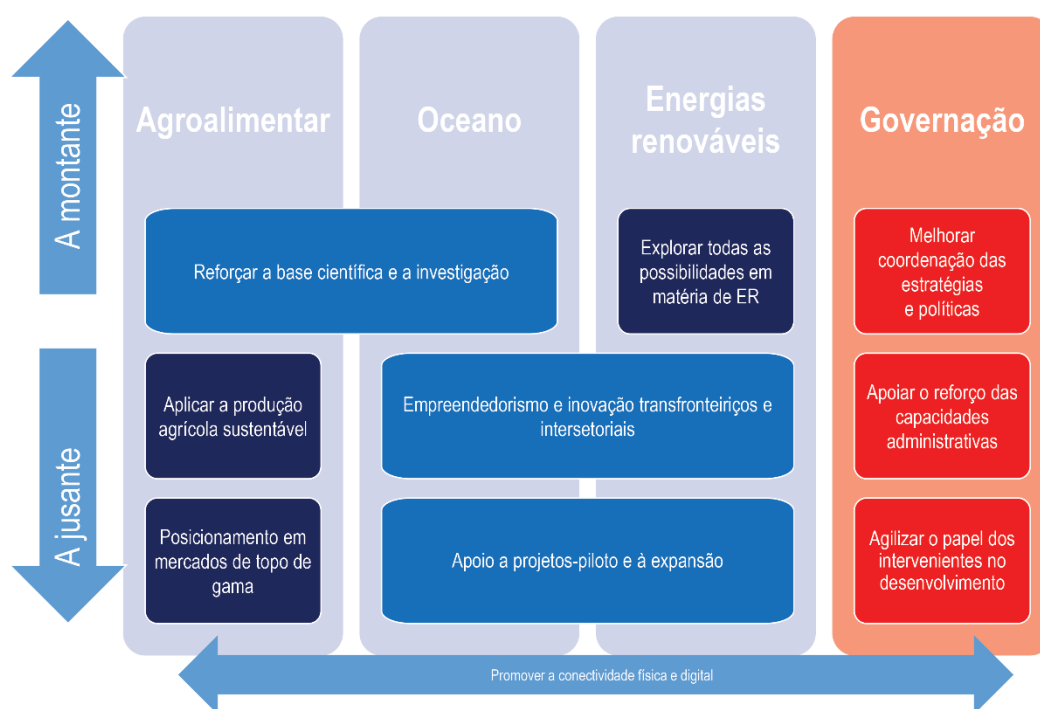 A montante
A jusante
Agroalimentar
Oceano
Energias
renováveis
Governação
Reforçar a base científica e a investigação
Explorar todas as
possibilidades em
matéria de ER
Melhorar
coordenação das
estratégias
e políticas
Aplicar a produção
agrícola sustentável
Empreendedorismo e inovação transfronteiriços e
intersetoriais
Apoiar o reforço das
capacidades
administrativas
Posicionamento em
mercados de topo de
gama
Apoio a projetos-piloto e à expansão
Agilizar o papel dos
intervenientes no
desenvolvimento
Promover a conectividade física e digital